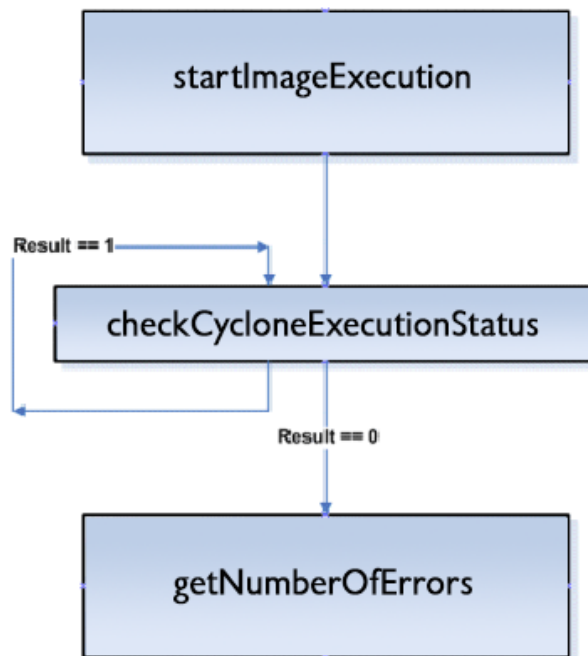 startImageExecution
Result == 1
checkCycloneExecutionStatus
Result == 0
getNumberOfErrors